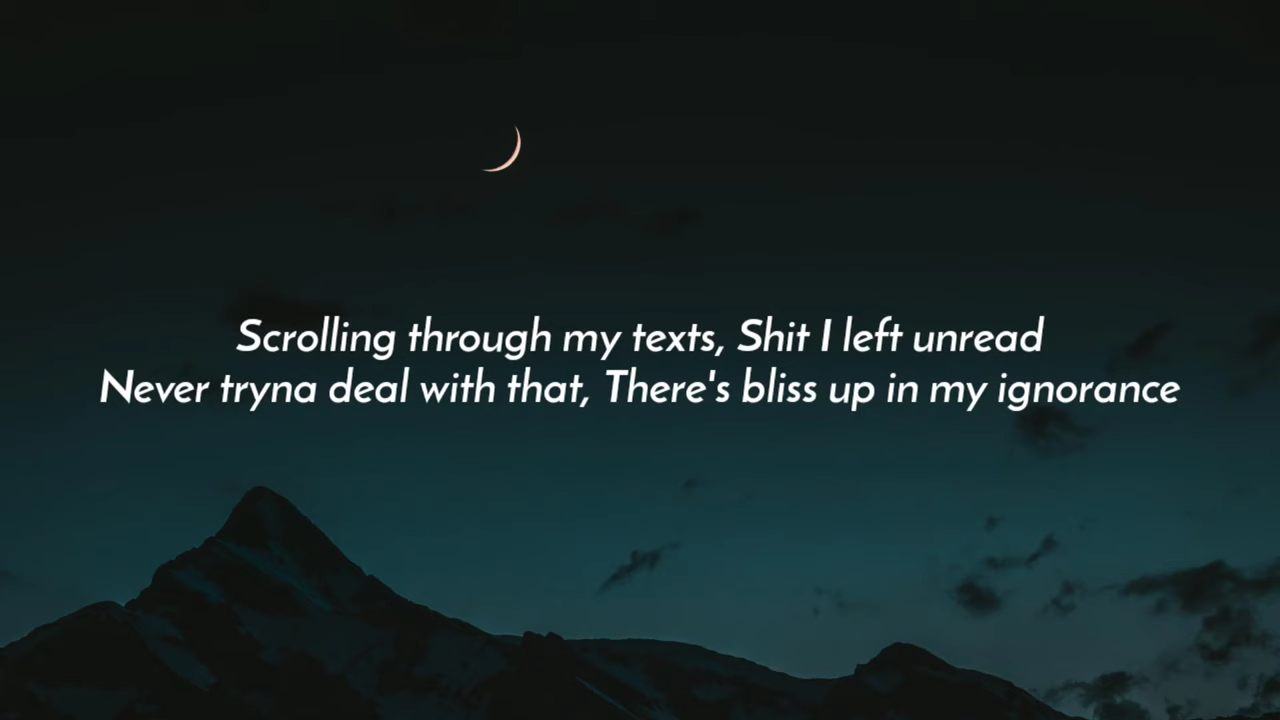 Scrolling through my texts, Shit I left unread
Never tryna deal with that, There's bliss up in my ignorance